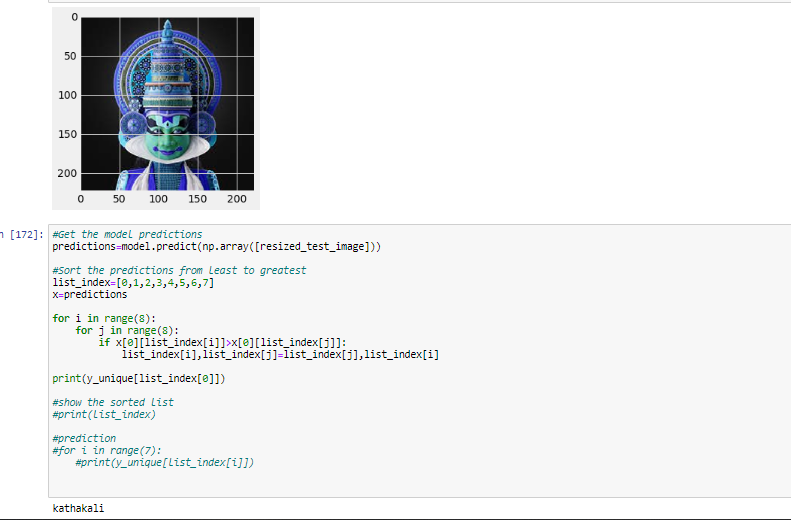 0
50
100
150
200
0 50 100 150 200
n [172]:
#Get the model predictions
predictions=model.predict(np.array([resized_test_image]))
#Sort the predictions from least to greatest
list_index=[0,1,2,3,4,5,6,7]
x=predictions
for i in range(8):
    for j in range(8):
        if x[0][list_index[i]]>x[0][list_index[j]]:
            list_index[i],list_index[j]=list_index[j],list_index[i]
print(y_unique[list_index[0]])
#show the sorted list
#print(list_index)
#prediction
#for i in range(7):
    #print(y_unique[list_index[i]])
kathakali